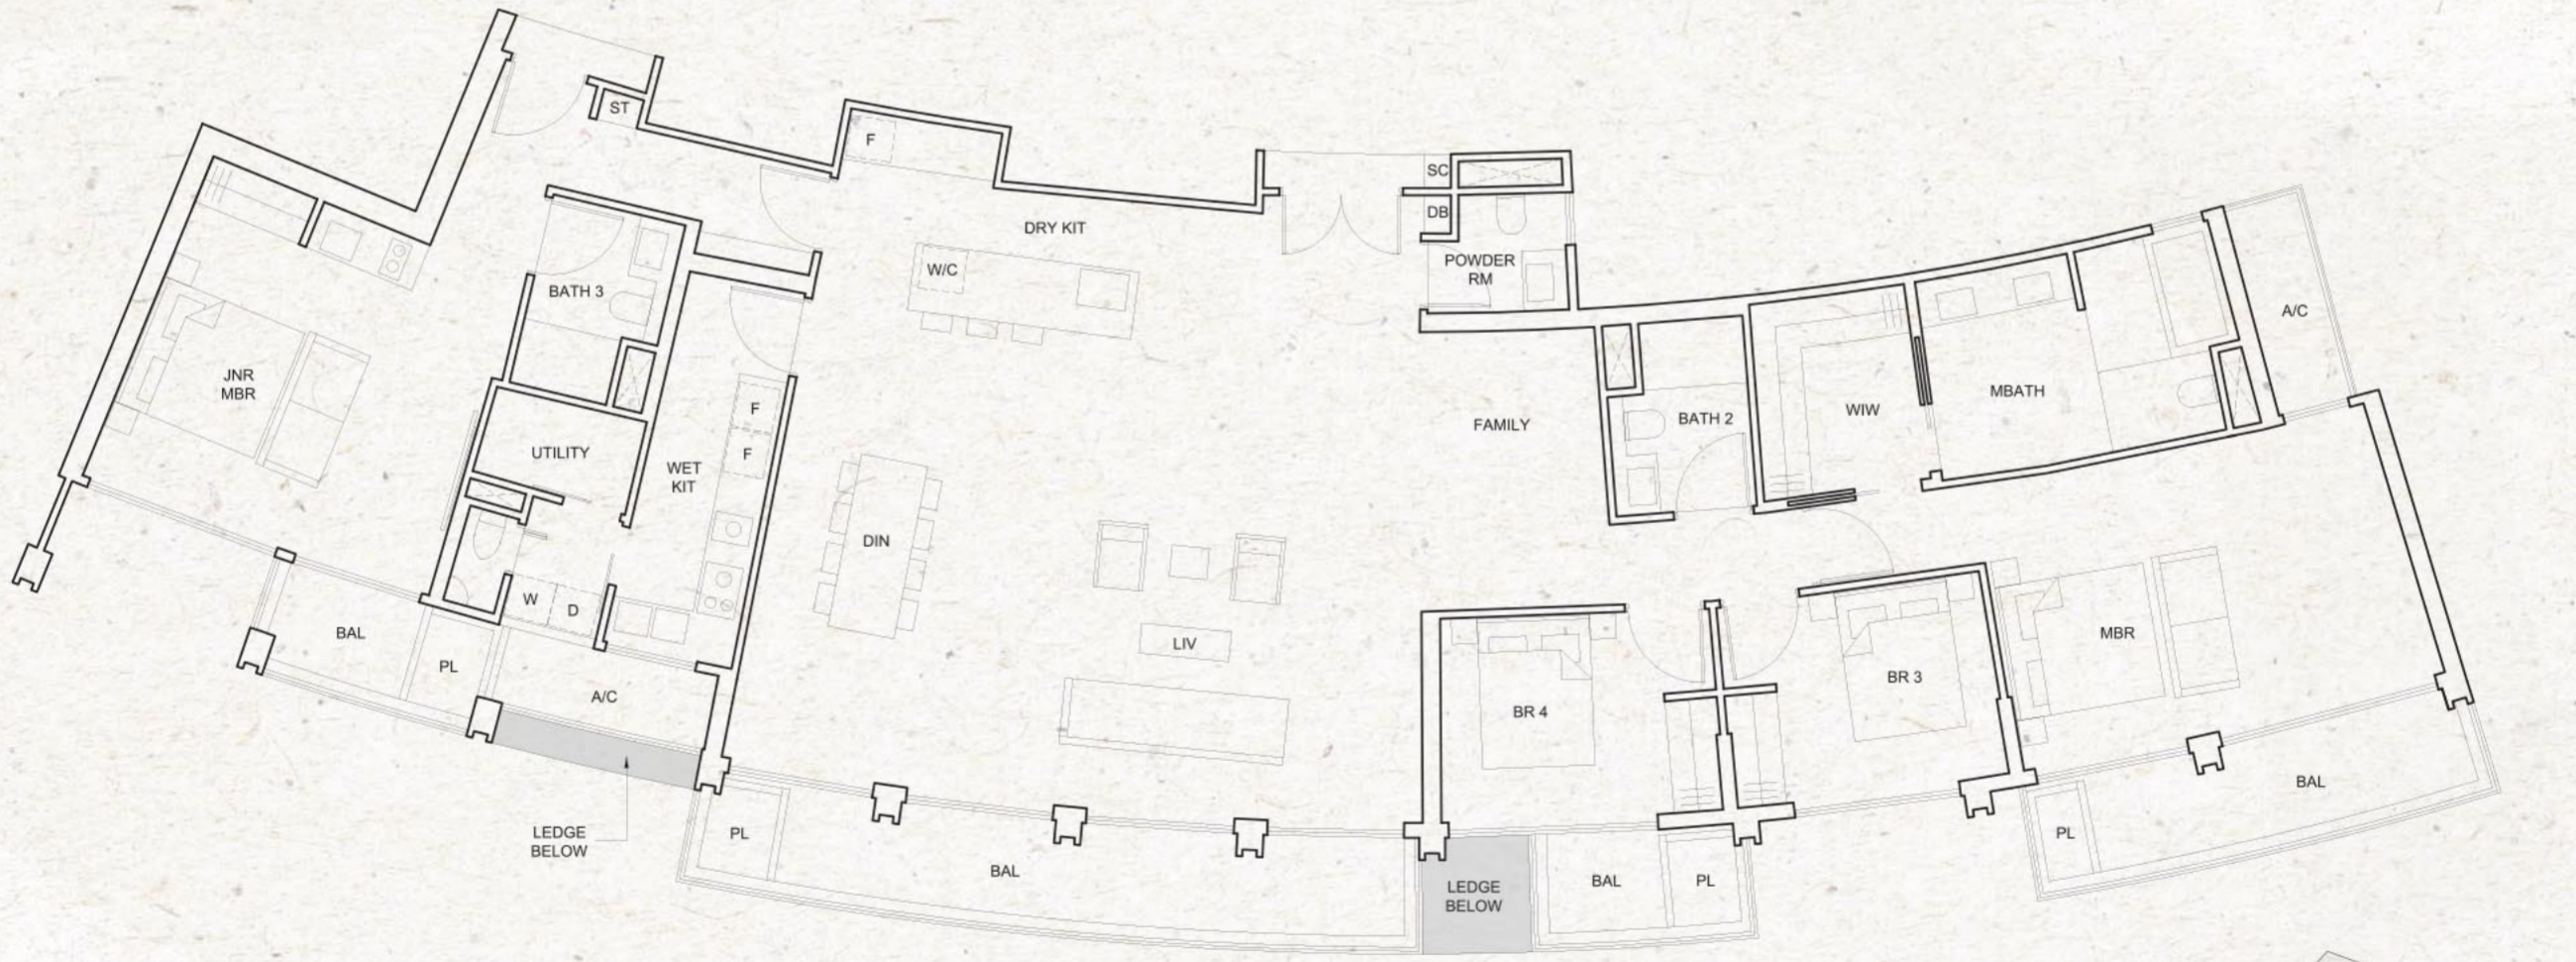 ST
F
SC
DB
DRY KIT
W/C
POWDER
RM
BATH 3
A/C
JNR
MBR
F
F
FAMILY
BATH 2
WIW
MBATH
UTILITY
WET
KIT
DIN
W
D
BAL
PL
A/C
LIV
BR 4
BR 3
MBR
LEDGE
BELOW
PL
BAL
LEDGE
BELOW
BAL
PL
PL
BAL